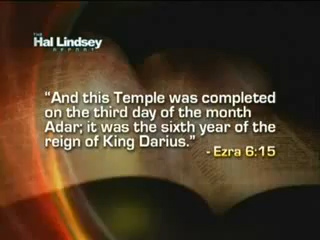 THE
Hal Lindsey
REPORT
“And this Temple was completed
on the third day of the month
Adar; it was the sixth year of the
reign of King Darius.”
- Ezra 6:15